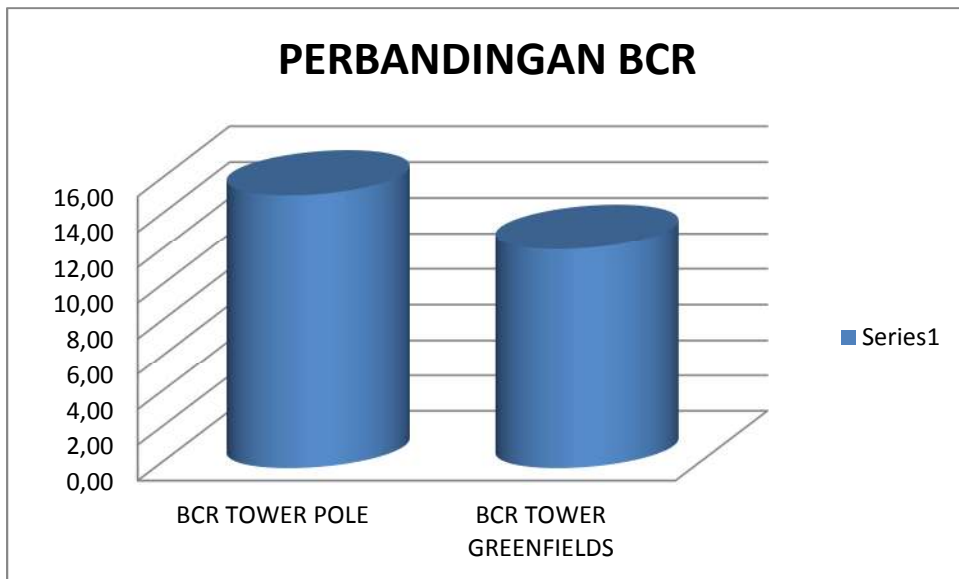 PERBANDINGAN BCR
16,00
14,00
12,00
10,00
8,00
6,00
4,00
2,00
0,00
BCR TOWER POLE
BCR TOWER
GREENFIELDS
Series1